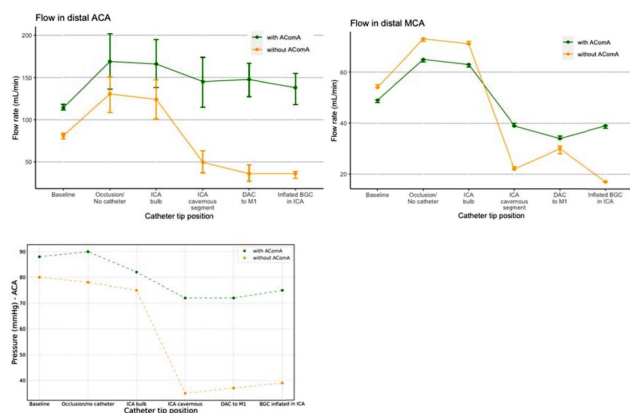 Flow in distal ACA
with AComA
without AComA
Flow rate (mL/min)
200
150
100
50
Baseline
Occlusion/
No catheter
ICA
bulb
ICA
cavernous
segment
DAC
to M1
Inflated BGC
in ICA
Catheter tip position
Flow in distal MCA
with AComA
without AComA
Flow rate (mL/min)
60
40
20
Baseline
Occlusion/
No catheter
ICA
bulb
ICA
cavernous
segment
DAC
to M1
Inflated BGC
in ICA
Catheter tip position
with AComA
without AComA
Pressure (mmHg) - ACA
90
80
70
60
50
40
Baseline
Occlusion/no catheter
ICA bulb
ICA cavernous
DAC to M1
BGC inflated in ICA
Catheter tip position